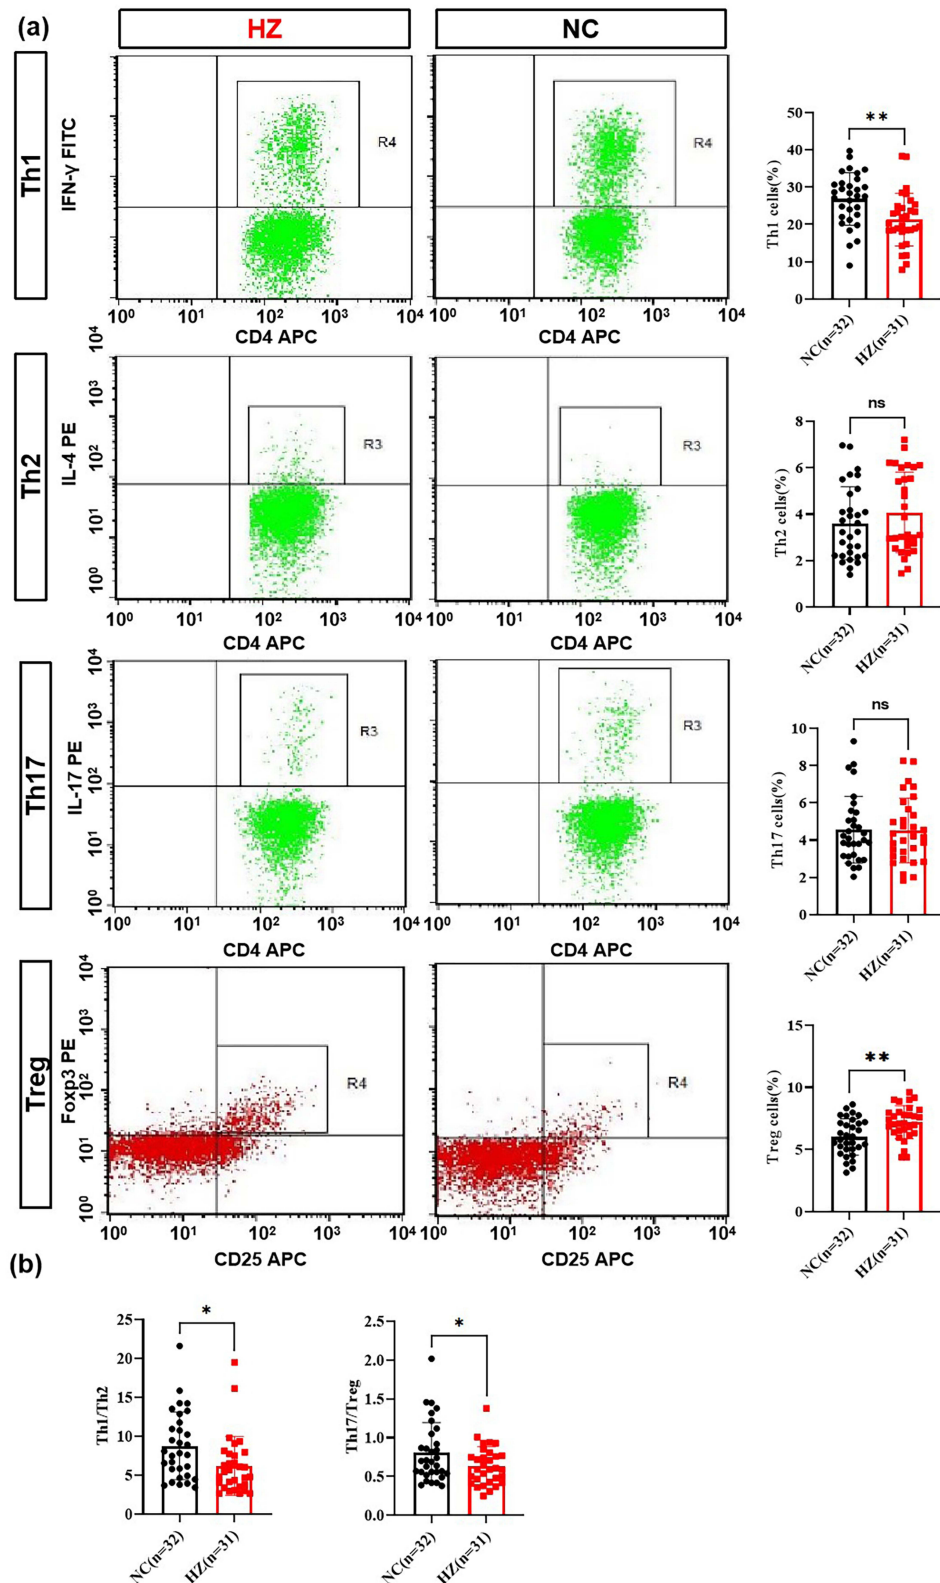 (a)
HZ
NC
Th1
IFN-γ FITC
R4
R4
10⁰ 10¹ 10² 10³ 10⁴
CD4 APC
10⁰ 10¹ 10² 10³ 10⁴
CD4 APC
Th1 cells(%)
50
40
30
20
10
0
**
NC(n=32)
HZ(n=31)
Th2
IL-4 PE
10⁴
10³
10²
10¹
10⁰
R3
R3
10⁰ 10¹ 10² 10³ 10⁴
CD4 APC
10⁰ 10¹ 10² 10³ 10⁴
CD4 APC
Th2 cells(%)
8
6
4
2
0
ns
NC(n=32)
HZ(n=31)
Th17
IL-17 PE
10⁴
10³
10²
10¹
10⁰
R3
R3
10⁰ 10¹ 10² 10³ 10⁴
CD4 APC
10⁰ 10¹ 10² 10³ 10⁴
CD4 APC
Th17 cells(%)
10
8
6
4
2
0
ns
NC(n=32)
HZ(n=31)
Treg
Foxp3 PE
10⁴
10³
10²
10¹
10⁰
R4
R4
10⁰ 10¹ 10² 10³ 10⁴
CD25 APC
10⁰ 10¹ 10² 10³ 10⁴
CD25 APC
Treg cells(%)
15
10
5
0
**
NC(n=32)
HZ(n=31)
(b)
Th1/Th2
25
20
15
10
5
0
*
NC(n=32)
HZ(n=31)
Th17/Treg
2.5
2.0
1.5
1.0
0.5
0.0
*
NC(n=32)
HZ(n=31)